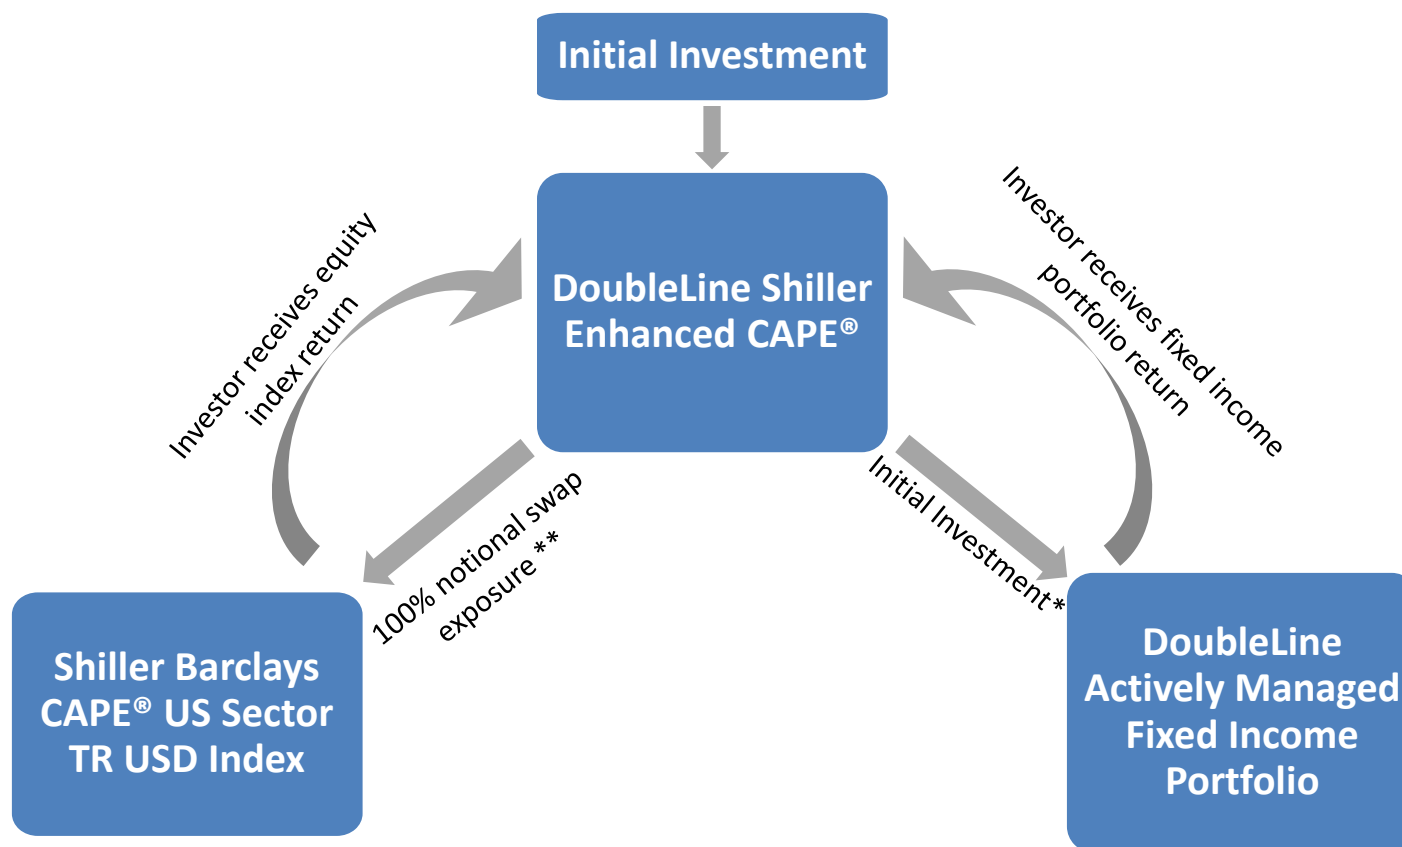 Initial Investment
DoubleLine Shiller
Enhanced CAPE®
Investor receives equity
index return
Investor receives fixed income
portfolio return
100% notional swap
exposure **
Initial Investment*
Shiller Barclays
CAPE® US Sector
TR USD Index
DoubleLine
Actively Managed
Fixed Income
Portfolio